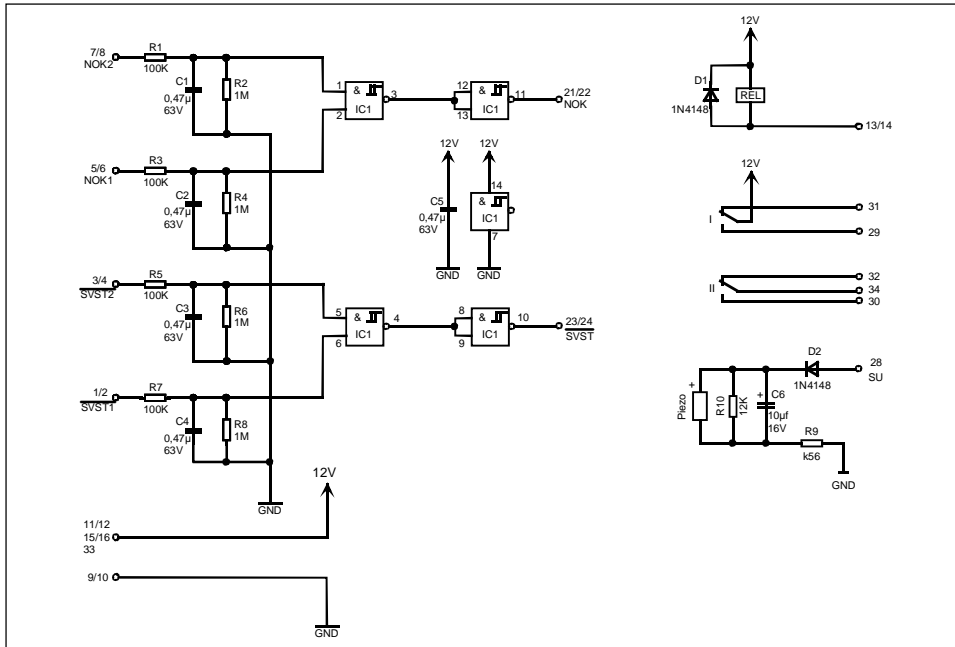 7/8
NOK2
R1
100K
C1
0,47µ
63V
R2
1M
1
2
&
IC1
3
12
13
&
IC1
11
21/22
NOK
5/6
NOK1
R3
100K
C2
0,47µ
63V
R4
1M
12V
C5
0,47µ
63V
GND
12V
14
&
IC1
7
GND
3/4
SVST2
R5
100K
C3
0,47µ
63V
R6
1M
5
6
&
IC1
4
8
9
&
IC1
10
23/24
SVST
1/2
SVST1
R7
100K
C4
0,47µ
63V
R8
1M
GND
12V
11/12
15/16
33
9/10
GND
12V
D1
1N4148
REL
13/14
12V
I
31
29
II
32
34
30
D2
1N4148
28
SU
Piezo
+
R10
12K
+
C6
10µf
16V
R9
k56
GND